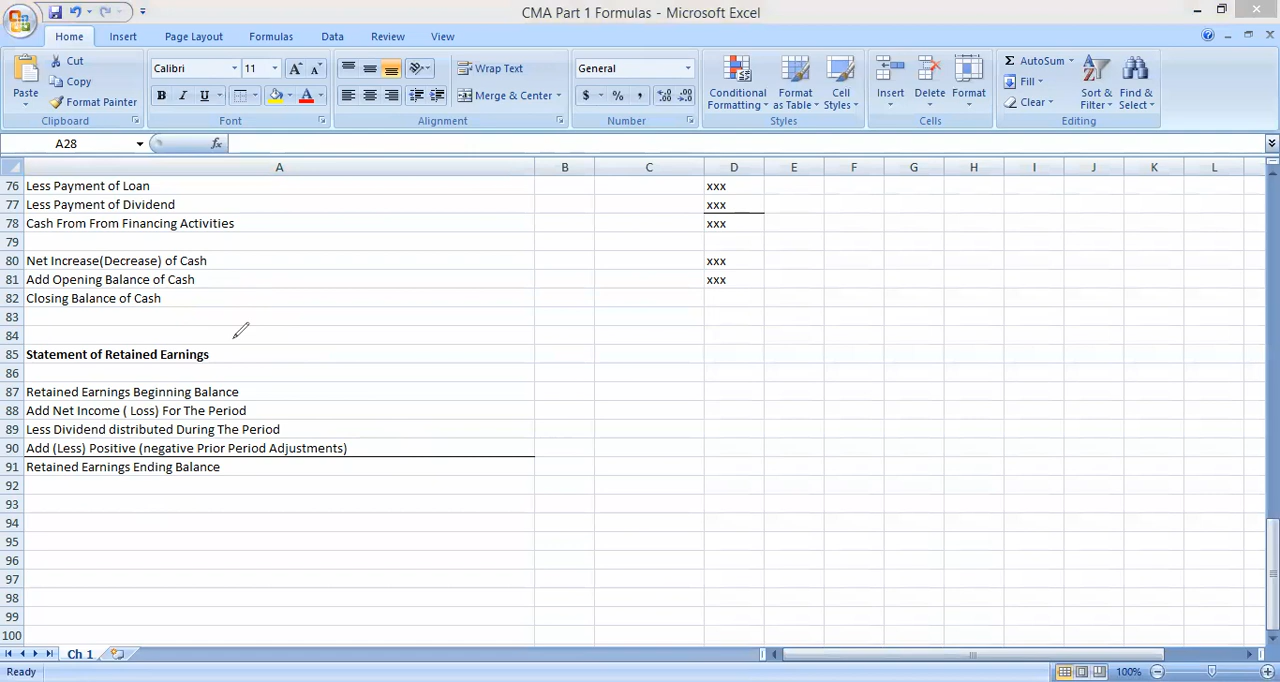 CMA Part 1 Formulas - Microsoft Excel
Home Insert Page Layout Formulas Data Review View
Paste Cut Copy Format Painter
Calibri 11 A A
B I U A
Wrap Text
Merge & Center
General
$ % , .0 .00 .00 .0
Conditional Formatting
Format as Table
Cell Styles
Insert Delete Format
Σ AutoSum
Fill
Clear
Sort & Filter
Find & Select
Clipboard Font Alignment Number Styles Cells Editing
A28 fx
A B C D E F G H I J K L
76 Less Payment of Loan xxx
77 Less Payment of Dividend xxx
78 Cash From From Financing Activities xxx
79
80 Net Increase(Decrease) of Cash xxx
81 Add Opening Balance of Cash xxx
82 Closing Balance of Cash
83
84
85 Statement of Retained Earnings
86
87 Retained Earnings Beginning Balance
88 Add Net Income ( Loss) For The Period
89 Less Dividend distributed During The Period
90 Add (Less) Positive (negative Prior Period Adjustments)
91 Retained Earnings Ending Balance
92
93
94
95
96
97
98
99
100
Ch 1
Ready 100%